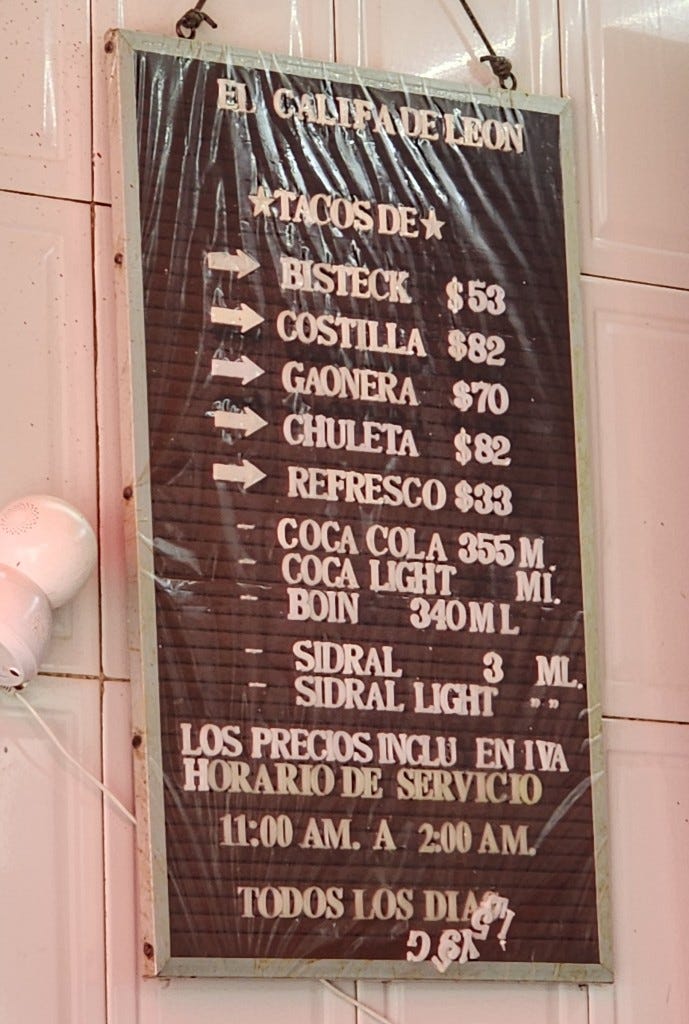 EL CALIFA DE LEON
★TACOS DE★
BISTECK $53
COSTILLA $82
GAONERA $70
CHULETA $82
REFRESCO $33
- COCA COLA 355 M.
- COCA LIGHT Ml.
- BOIN 340 ML
- SIDRAL 3 ML.
- SIDRAL LIGHT " "
LOS PRECIOS INCLU EN IVA
HORARIO DE SERVICIO
11:00 AM. A 2:00 AM.
TODOS LOS DIA